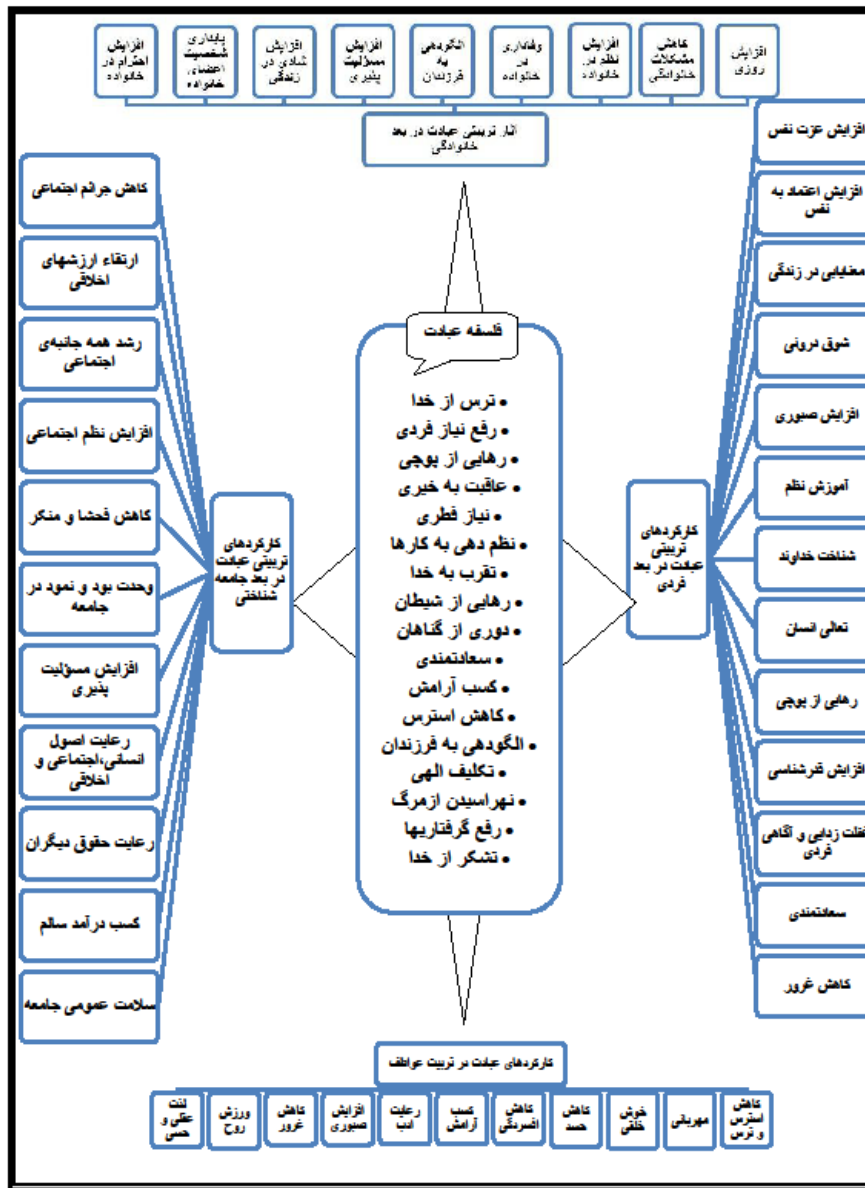 افزایش
روزی
کاهش
مشکلات
خانوادگی
افزایش
نظم در
خانواده
وفاداری
در
خانواده
الگودهی
به
فرزندان
افزایش
مسؤلیت
پذیری
افزایش
شادی در
زندگی
پایداری
شخصیت
اعضای
خانواده
افزایش
احترام در
خانواده
آثار تربیتی عبادت در بعد
خانوادگی
افزایش عزت نفس
افزایش اعتماد به
نفس
معنایابی در زندگی
شوق درونی
افزایش صبوری
آموزش نظم
شناخت خداوند
تعالی انسان
رهایی از پوچی
افزایش قدرشناسی
غفلت زدایی و آگاهی
فردی
سعادتمندی
کاهش غرور
کارکردهای
تربیتی
عبادت در بعد
فردی
فلسفه عبادت
• ترس از خدا
• رفع نیاز فردی
• رهایی از پوچی
• عاقبت به خیری
• نیاز فطری
• نظم دهی به کارها
• تقرب به خدا
• رهایی از شیطان
• دوری از گناهان
• سعادتمندی
• کسب آرامش
• کاهش استرس
• الگودهی به فرزندان
• تکلیف الهی
• نهراسیدن ازمرگ
• رفع گرفتاریها
• تشکر از خدا
کارکردهای
تربیتی عبادت
در بعد جامعه
شناختی
کاهش جرائم اجتماعی
ارتقاء ارزشهای
اخلاقی
رشد همه جانبه‌ی
اجتماعی
افزایش نظم اجتماعی
کاهش فحشا و منکر
وحدت بود و نمود در
جامعه
افزایش مسؤلیت
پذیری
رعایت اصول
انسانی،اجتماعی و
اخلاقی
رعایت حقوق دیگران
کسب درآمد سالم
سلامت عمومی جامعه
کارکردهای عبادت در تربیت عواطف
کاهش
استرس
و ترس
مهربانی
خوش
خلقی
کاهش
حسد
کاهش
افسردگی
کسب
آرامش
رعایت
ادب
افزایش
صبوری
کاهش
غرور
ورزش
روح
لذت
عقلی و
حسی